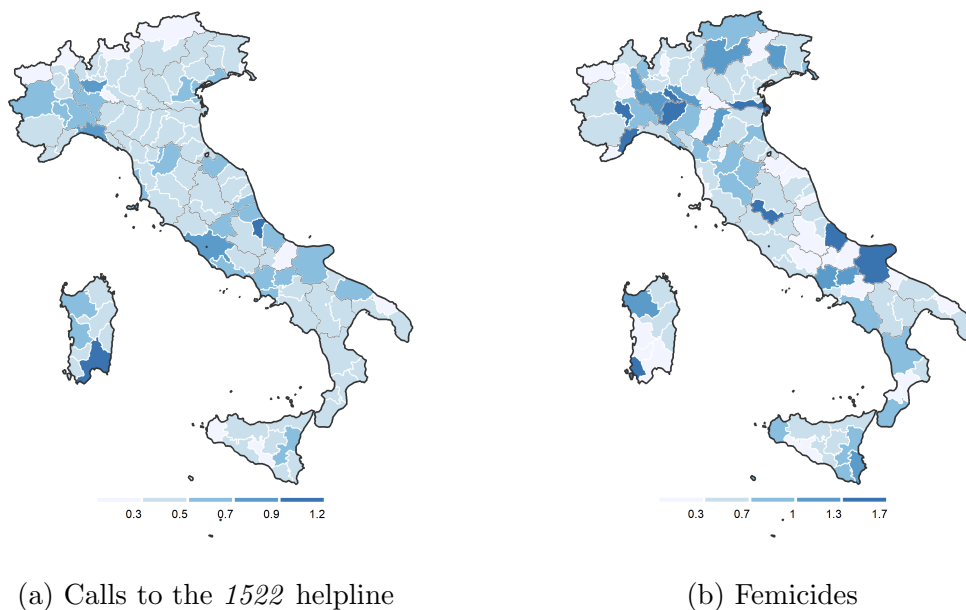 0.3 0.5 0.7 0.9 1.2
0.3 0.7 1 1.3 1.7
(a) Calls to the 1522 helpline
(b) Femicides